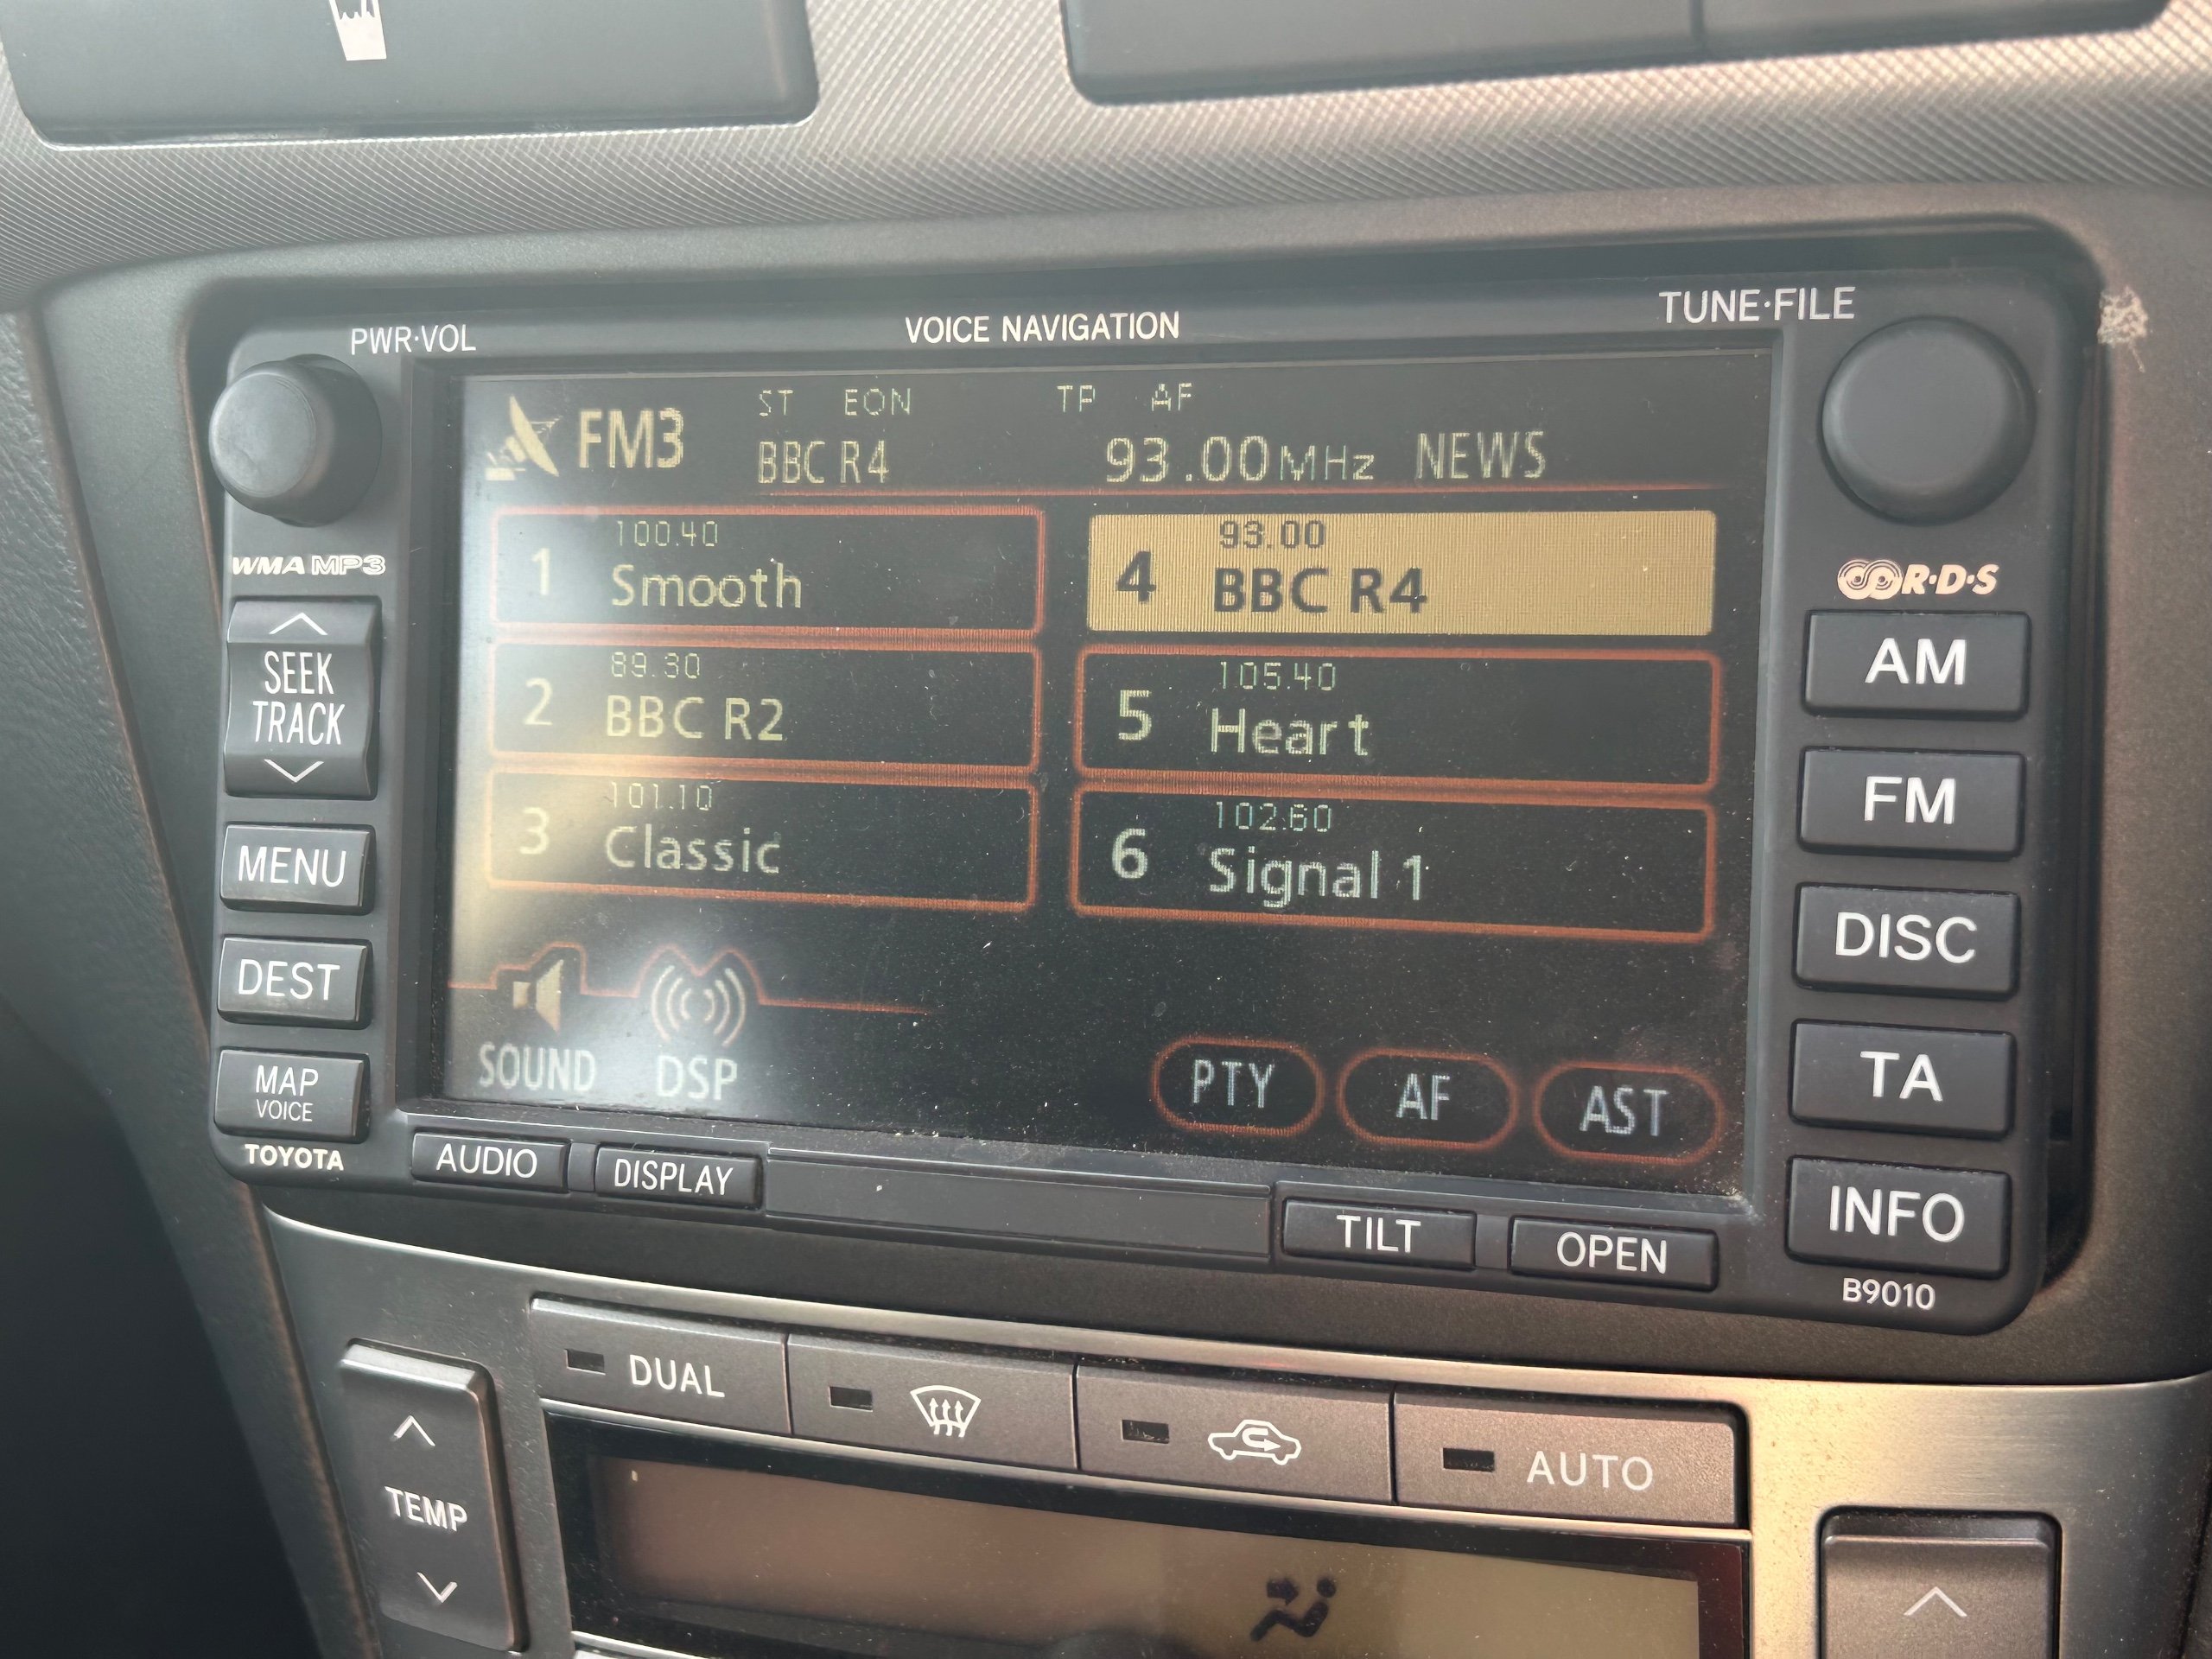 PWR·VOL
VOICE NAVIGATION
TUNE·FILE
ST EON TP AF
FM3
BBC R4 93.00MHz NEWS
1 100.40 Smooth
2 89.30 BBC R2
3 101.10 Classic
4 93.00 BBC R4
5 105.40 Heart
6 102.60 Signal 1
SOUND
DSP
PTY
AF
AST
WMA MP3
SEEK
TRACK
MENU
DEST
MAP
VOICE
TOYOTA
R·D·S
AM
FM
DISC
TA
INFO
B9010
AUDIO
DISPLAY
TILT
OPEN
DUAL
AUTO
TEMP